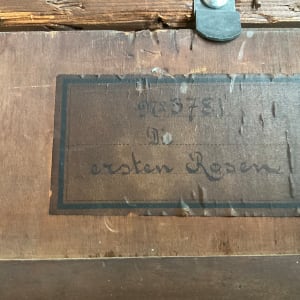 No 3781
Die
ersten Rosen